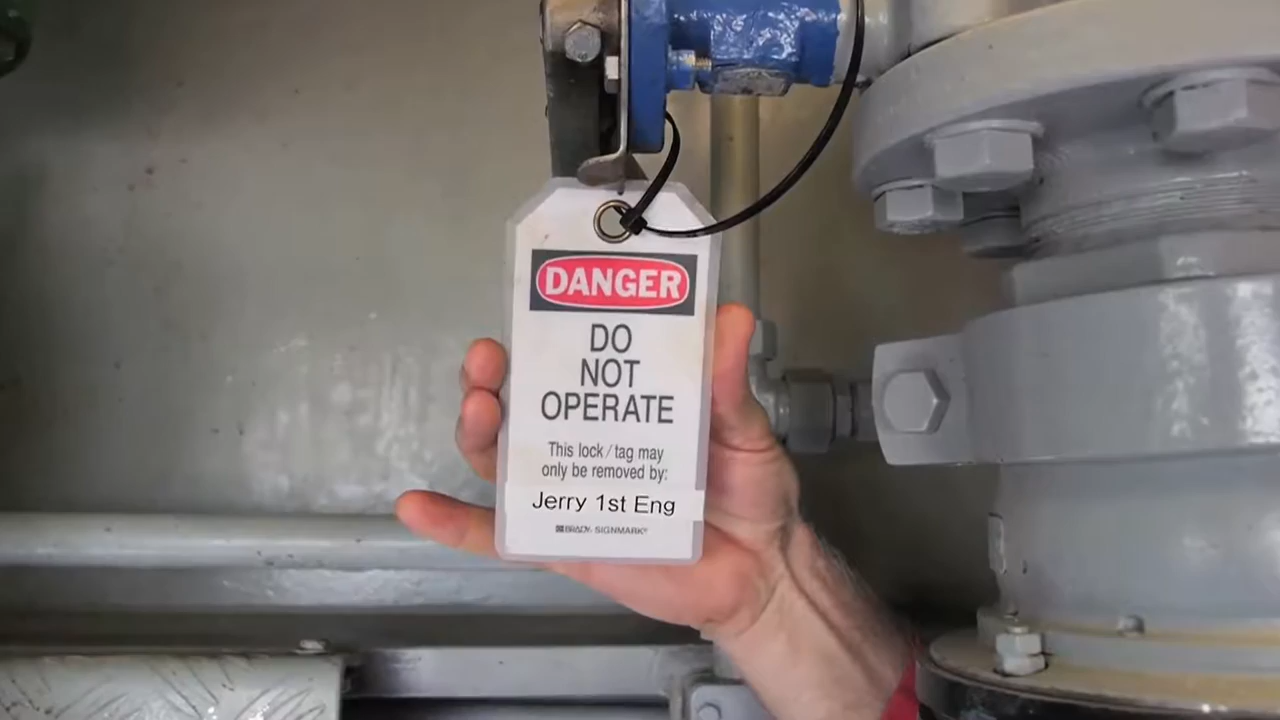 DANGER
DO
NOT
OPERATE
This lock / tag may
only be removed by:
Jerry 1st Eng
BRADY SIGNMARK®